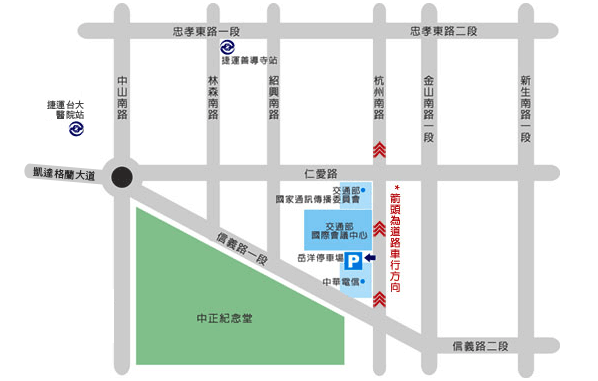 忠孝東路一段
忠孝東路二段
捷運善導寺站
中山南路
林森南路
紹興南路
杭州南路
金山南路一段
新生南路一段
捷運台大
醫院站
凱達格蘭大道
仁愛路
交通部
國家通訊傳播委員會
*箭頭為道路車行方向
交通部
國際會議中心
信義路一段
岳洋停車場
P
中華電信
中正紀念堂
信義路二段